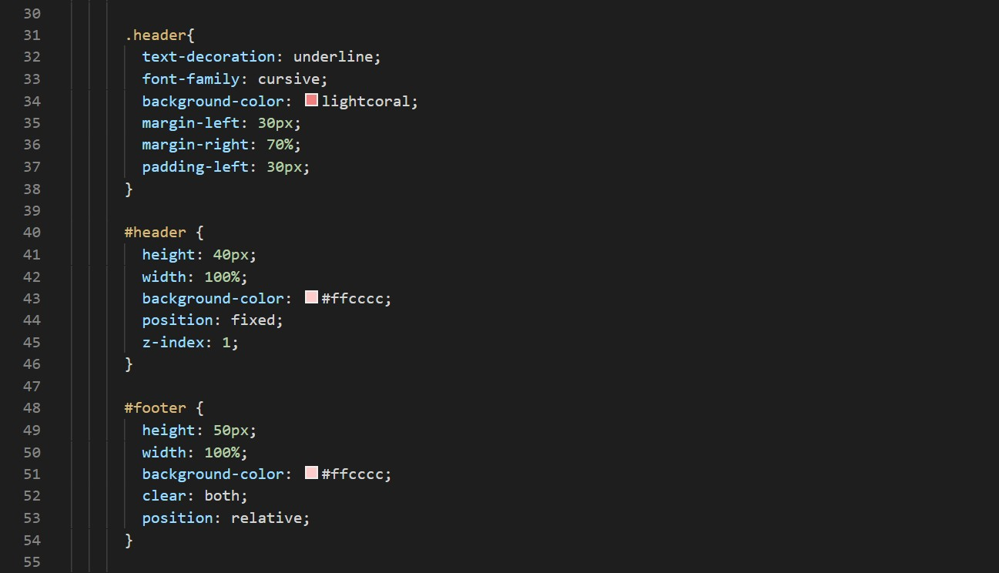 30
31 .header{
32 text-decoration: underline;
33 font-family: cursive;
34 background-color: lightcoral;
35 margin-left: 30px;
36 margin-right: 70%;
37 padding-left: 30px;
38 }
39
40 #header {
41 height: 40px;
42 width: 100%;
43 background-color: #ffcccc;
44 position: fixed;
45 z-index: 1;
46 }
47
48 #footer {
49 height: 50px;
50 width: 100%;
51 background-color: #ffcccc;
52 clear: both;
53 position: relative;
54 }
55